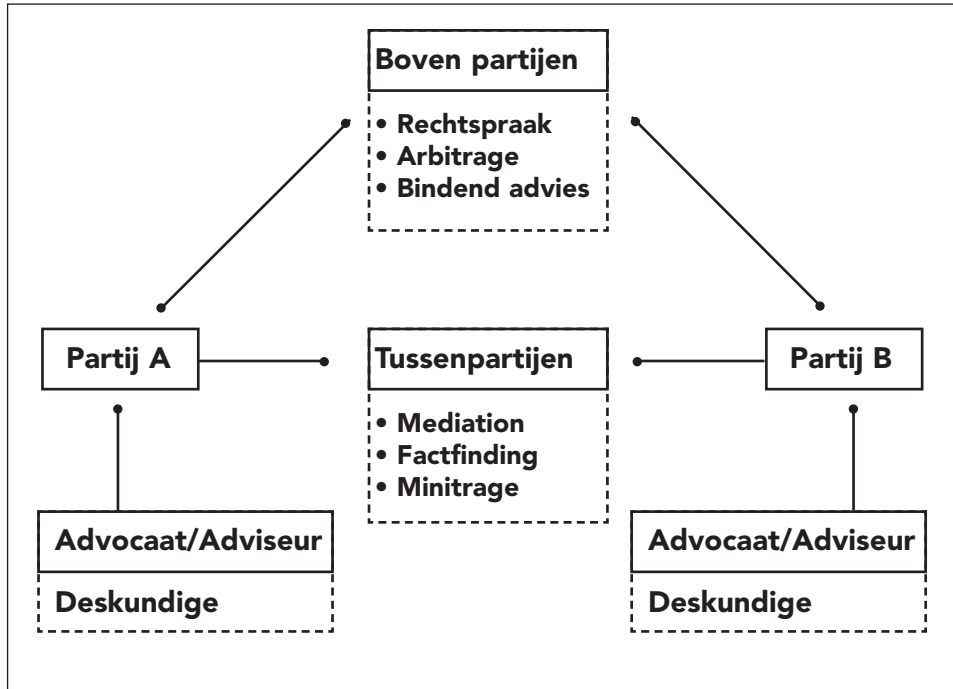 Boven partijen
• Rechtspraak
• Arbitrage
• Bindend advies
Partij A
Tussenpartijen
Partij B
• Mediation
• Factfinding
• Minitrage
Advocaat/Adviseur
Deskundige
Advocaat/Adviseur
Deskundige